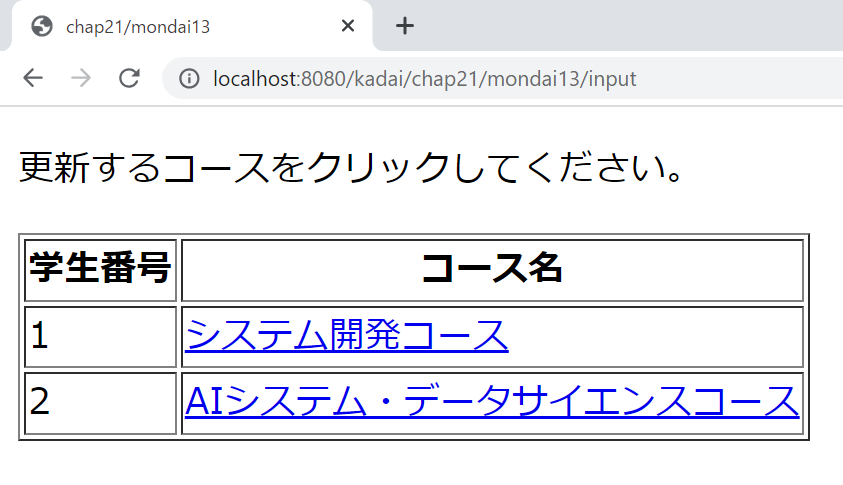 chap21/mondai13
localhost:8080/kadai/chap21/mondai13/input
更新するコースをクリックしてください。
学生番号 コース名
1 システム開発コース
2 AIシステム・データサイエンスコース